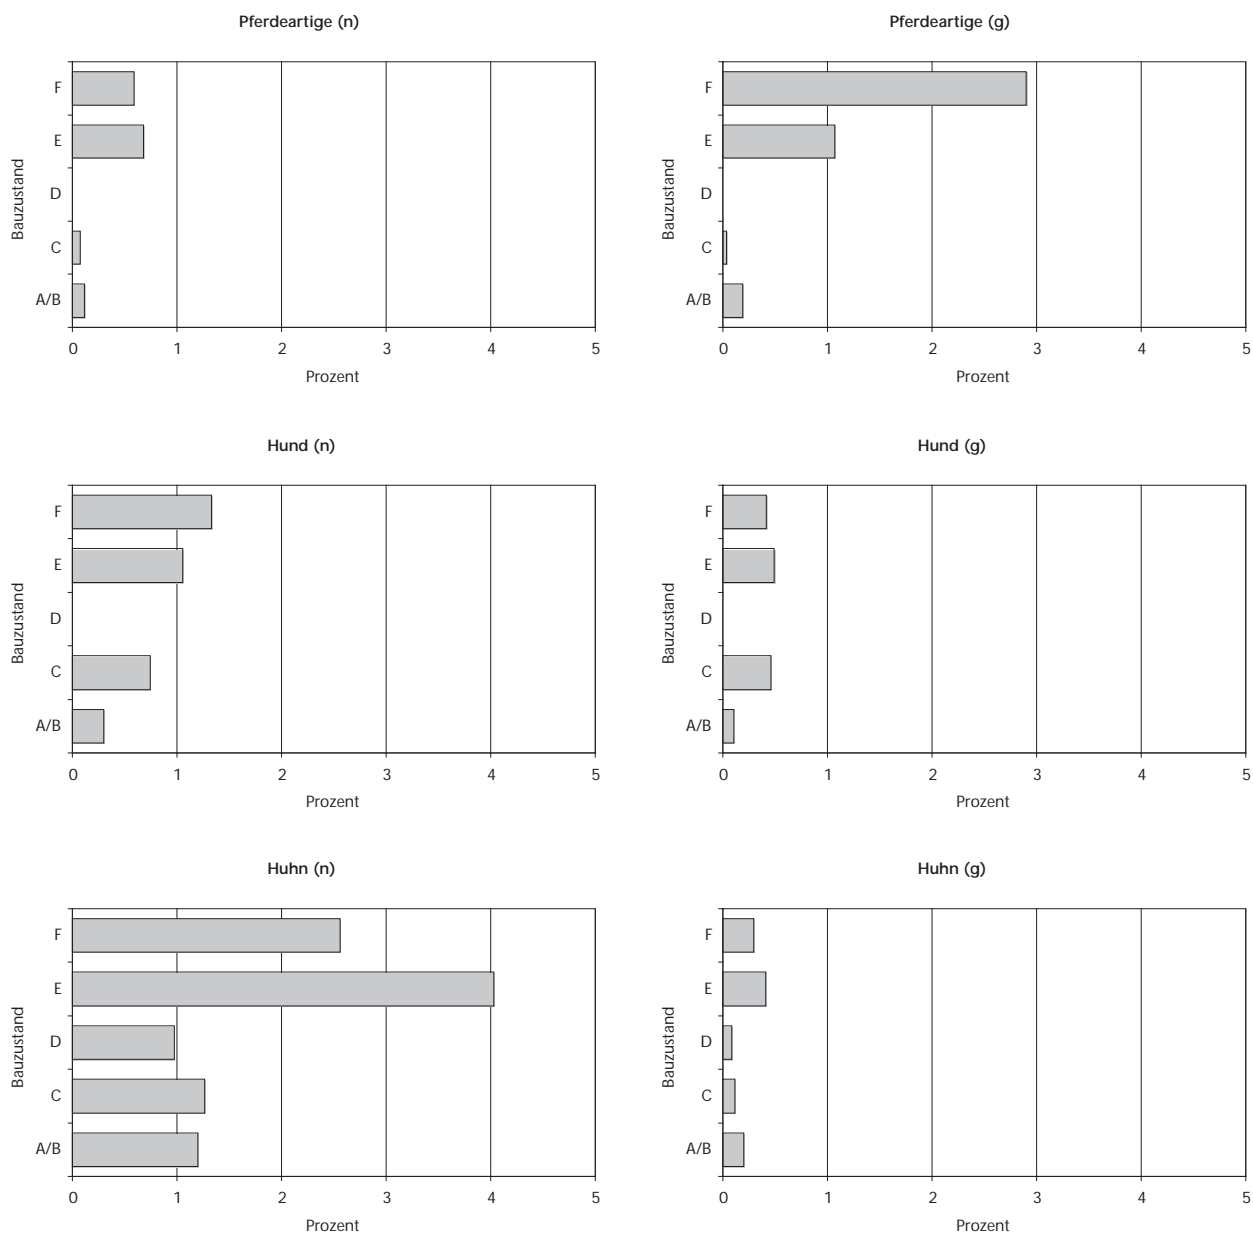 Pferdeartige (n)
Bauzustand
F
E
D
C
A/B
0 1 2 3 4 5
Prozent
Pferdeartige (g)
Bauzustand
F
E
D
C
A/B
0 1 2 3 4 5
Prozent
Hund (n)
Bauzustand
F
E
D
C
A/B
0 1 2 3 4 5
Prozent
Hund (g)
Bauzustand
F
E
D
C
A/B
0 1 2 3 4 5
Prozent
Huhn (n)
Bauzustand
F
E
D
C
A/B
0 1 2 3 4 5
Prozent
Huhn (g)
Bauzustand
F
E
D
C
A/B
0 1 2 3 4 5
Prozent